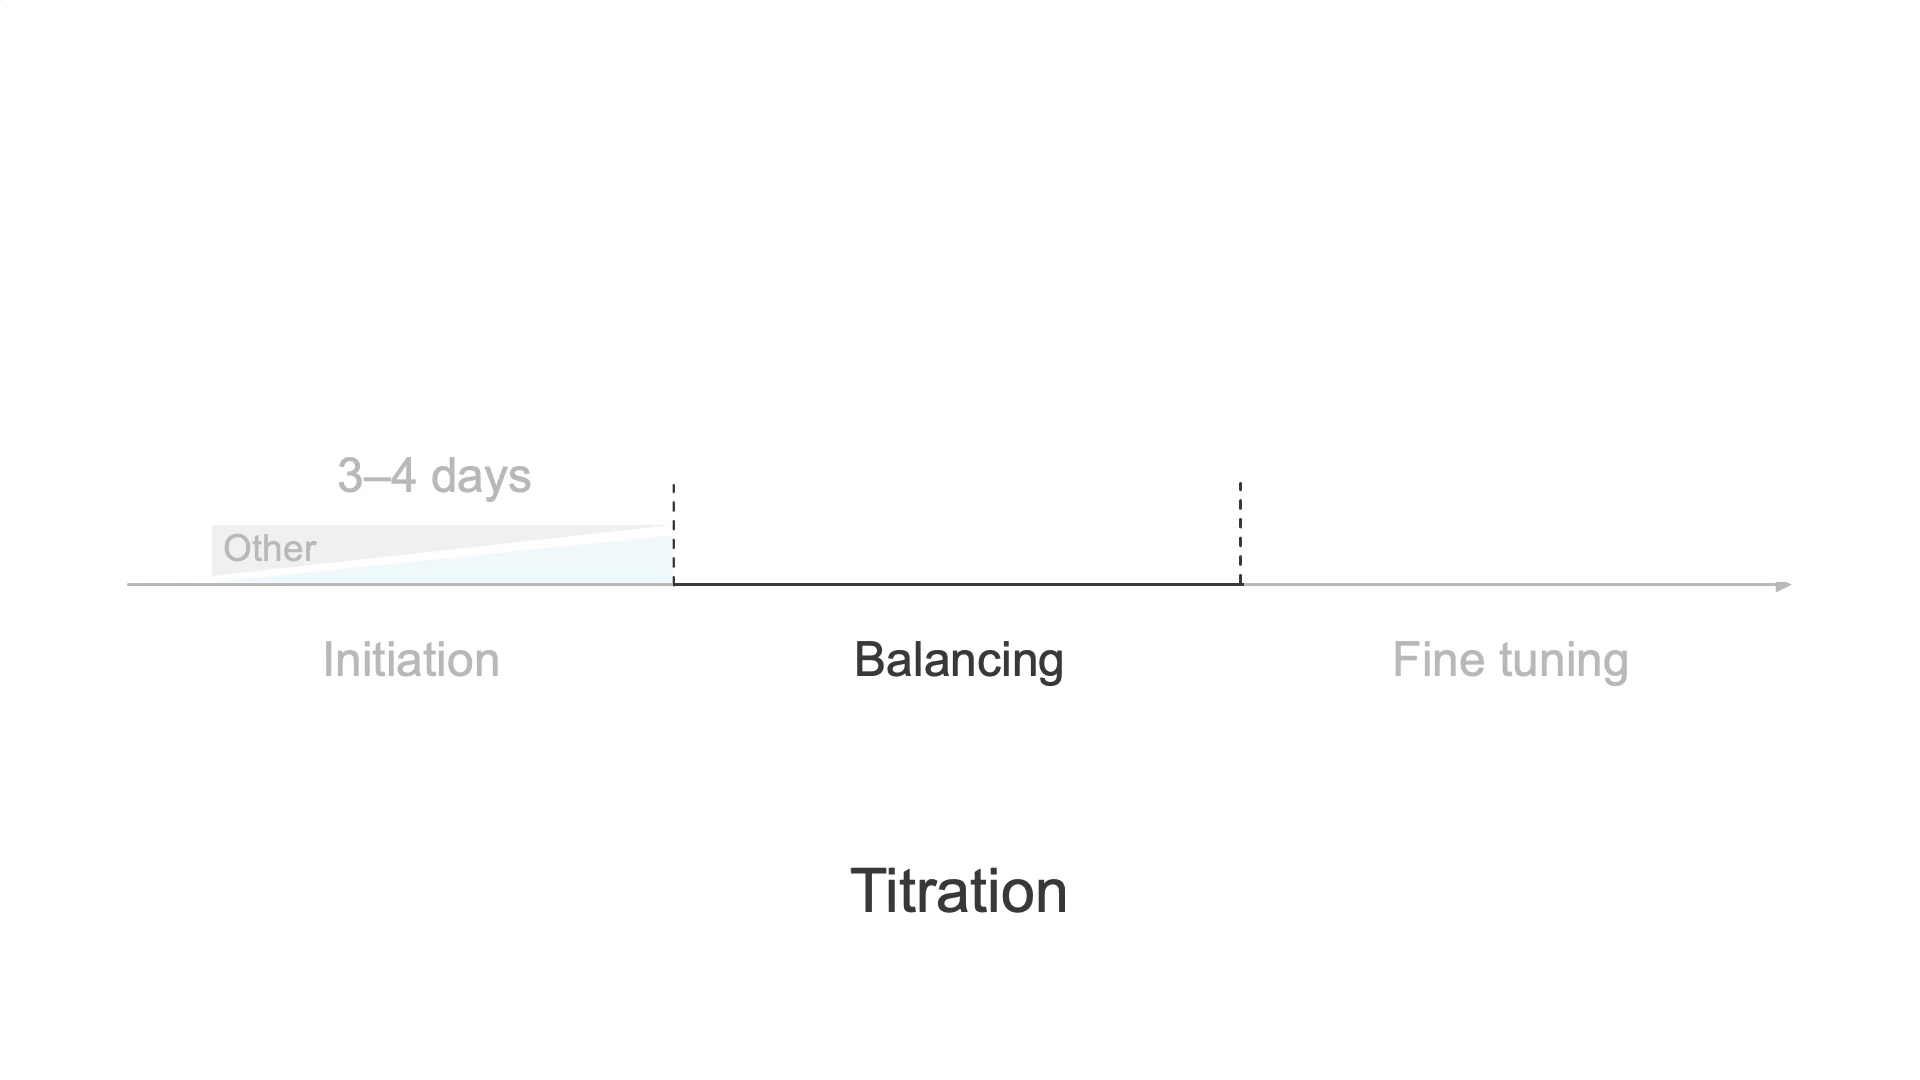 3–4 days
Other
Initiation
Balancing
Fine tuning
Titration